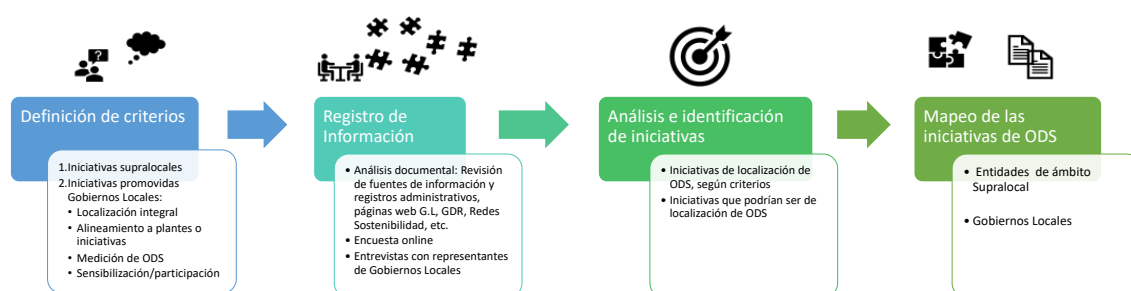 ?
Definición de criterios
1.Iniciativas supralocales
2.Iniciativas promovidas
Gobiernos Locales:
• Localización integral
• Alineamiento a plantes o
iniciativas
• Medición de ODS
• Sensibilización/participación
Registro de
Información
• Análisis documental: Revisión
de fuentes de información y
registros administrativos,
páginas web G.L, GDR, Redes
Sostenibilidad, etc.
• Encuesta online
• Entrevistas con representantes
de Gobiernos Locales
Análisis e identificación
de iniciativas
• Iniciativas de localización de
ODS, según criterios
• Iniciativas que podrían ser de
localización de ODS
Mapeo de las
iniciativas de ODS
• Entidades de ámbito
Supralocal
• Gobiernos Locales